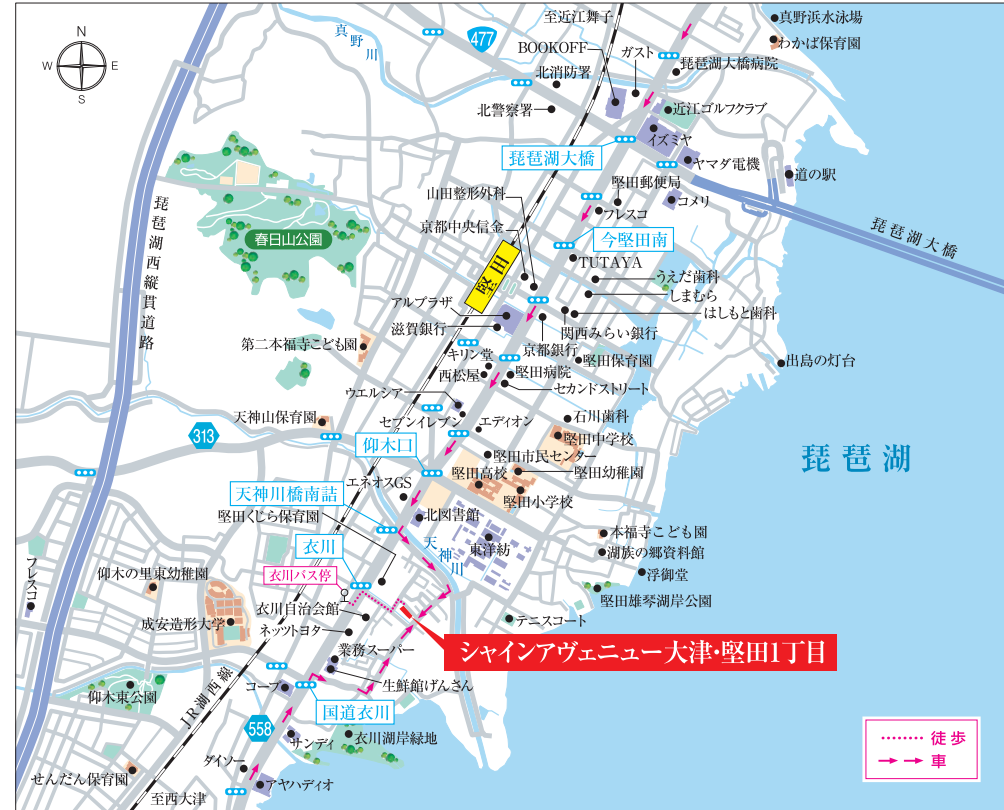 至近江舞子
真野浜水泳場
わかば保育園
真野川
477
BOOKOFF
ガスト
琵琶湖大橋病院
北消防署
北警察署
近江ゴルフクラブ
イズミヤ
琵琶湖大橋
ヤマダ電機
道の駅
N
W
E
S
山田整形外科
堅田郵便局
コメリ
フレスコ
京都中央信金
今堅田南
琵琶湖大橋
春日山公園
琵琶湖西縦貫道路
堅田
TUTAYA
うえだ歯科
しまむら
はしもと歯科
アルプラザ
滋賀銀行
関西みらい銀行
京都銀行
第二本福寺こども園
キリン堂
西松屋
堅田病院
堅田保育園
セカンドストリート
出島の灯台
ウエルシア
天神山保育園
セブンイレブン
エディオン
石川歯科
313
仰木口
堅田中学校
堅田市民センター
堅田高校
堅田幼稚園
堅田小学校
琵琶湖
エネオスGS
天神川橋南詰
堅田くじら保育園
北図書館
天神川
東洋紡
本福寺こども園
湖族の郷資料館
衣川
衣川バス停
浮御堂
堅田雄琴湖岸公園
フレスコ
仰木の里東幼稚園
衣川自治会館
テニスコート
成安造形大学
ネッツトヨタ
業務スーパー
シャインアヴェニュー大津・堅田1丁目
生鮮館げんさん
仰木東公園
JR湖西線
コープ
国道衣川
558
サンディ
衣川湖岸緑地
徒歩
車
せんだん保育園
ダイソー
アヤハディオ
至西大津